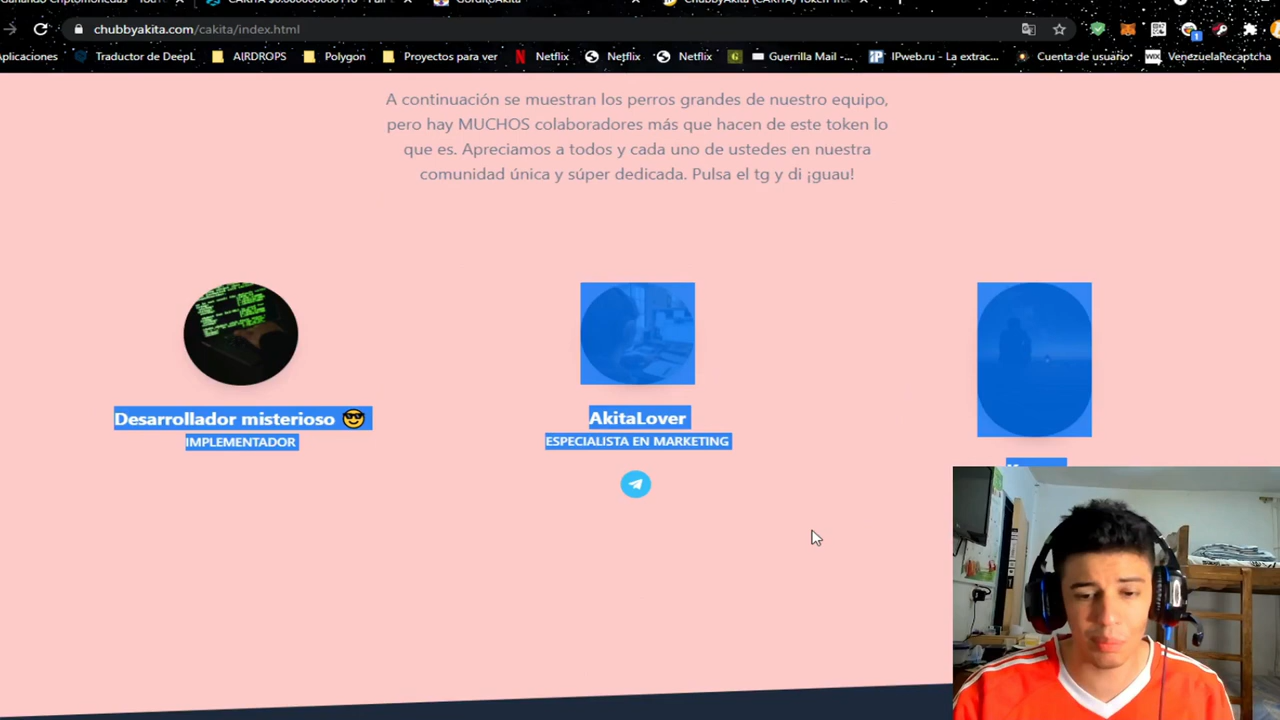 chubbyakita.com/cakita/index.html
Aplicaciones Traductor de DeepL AIRDROPS Polygon Proyectos para ver Netflix Netflix Netflix Guerrilla Mail -... IPweb.ru - La extrac... Cuenta de usuario WIX VenezuelaRecaptcha
A continuación se muestran los perros grandes de nuestro equipo,
pero hay MUCHOS colaboradores más que hacen de este token lo
que es. Apreciamos a todos y cada uno de ustedes en nuestra
comunidad única y súper dedicada. Pulsa el tg y di ¡guau!
Desarrollador misterioso 😎
IMPLEMENTADOR
AkitaLover
ESPECIALISTA EN MARKETING